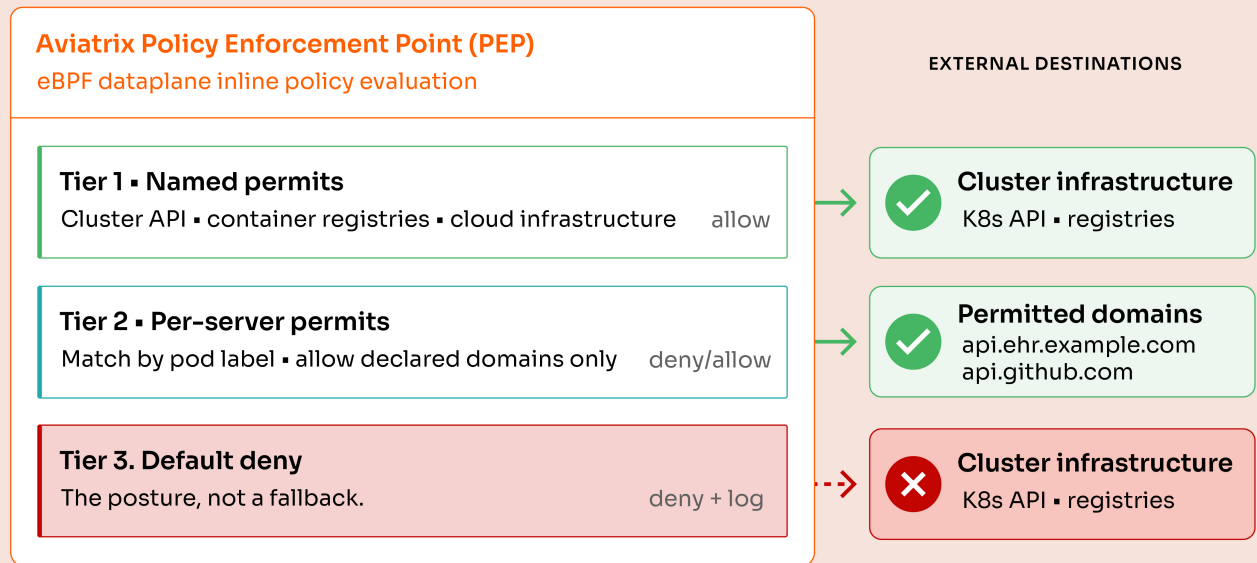 Aviatrix Policy Enforcement Point (PEP)
eBPF dataplane inline policy evaluation
EXTERNAL DESTINATIONS
Tier 1 ▪ Named permits
Cluster API ▪ container registries ▪ cloud infrastructure allow
Cluster infrastructure
K8s API ▪ registries
Tier 2 ▪ Per-server permits
Match by pod label ▪ allow declared domains only deny/allow
Permitted domains
api.ehr.example.com
api.github.com
Tier 3. Default deny
The posture, not a fallback. deny + log
Cluster infrastructure
K8s API ▪ registries